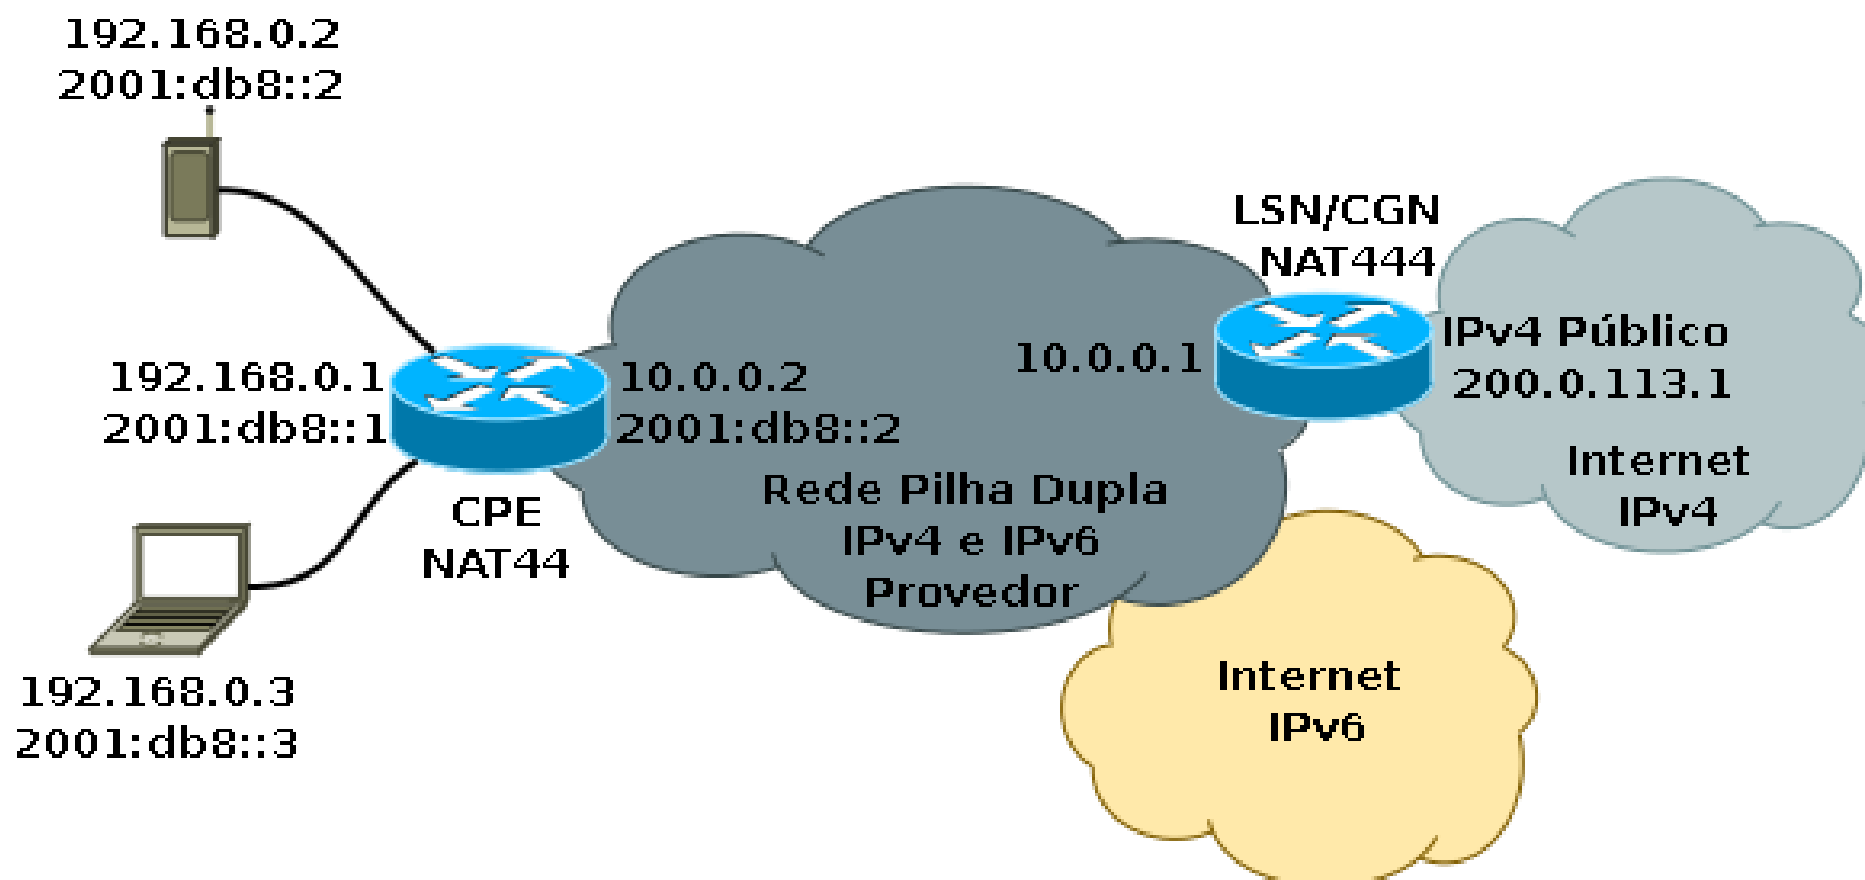 192.168.0.2
2001:db8::2
LSN/CGN
NAT444
192.168.0.1
2001:db8::1
10.0.0.2
2001:db8::2
10.0.0.1
IPv4 Público
200.0.113.1
Internet
IPv4
CPE
NAT44
Rede Pilha Dupla
IPv4 e IPv6
Provedor
Internet
IPv6
192.168.0.3
2001:db8::3